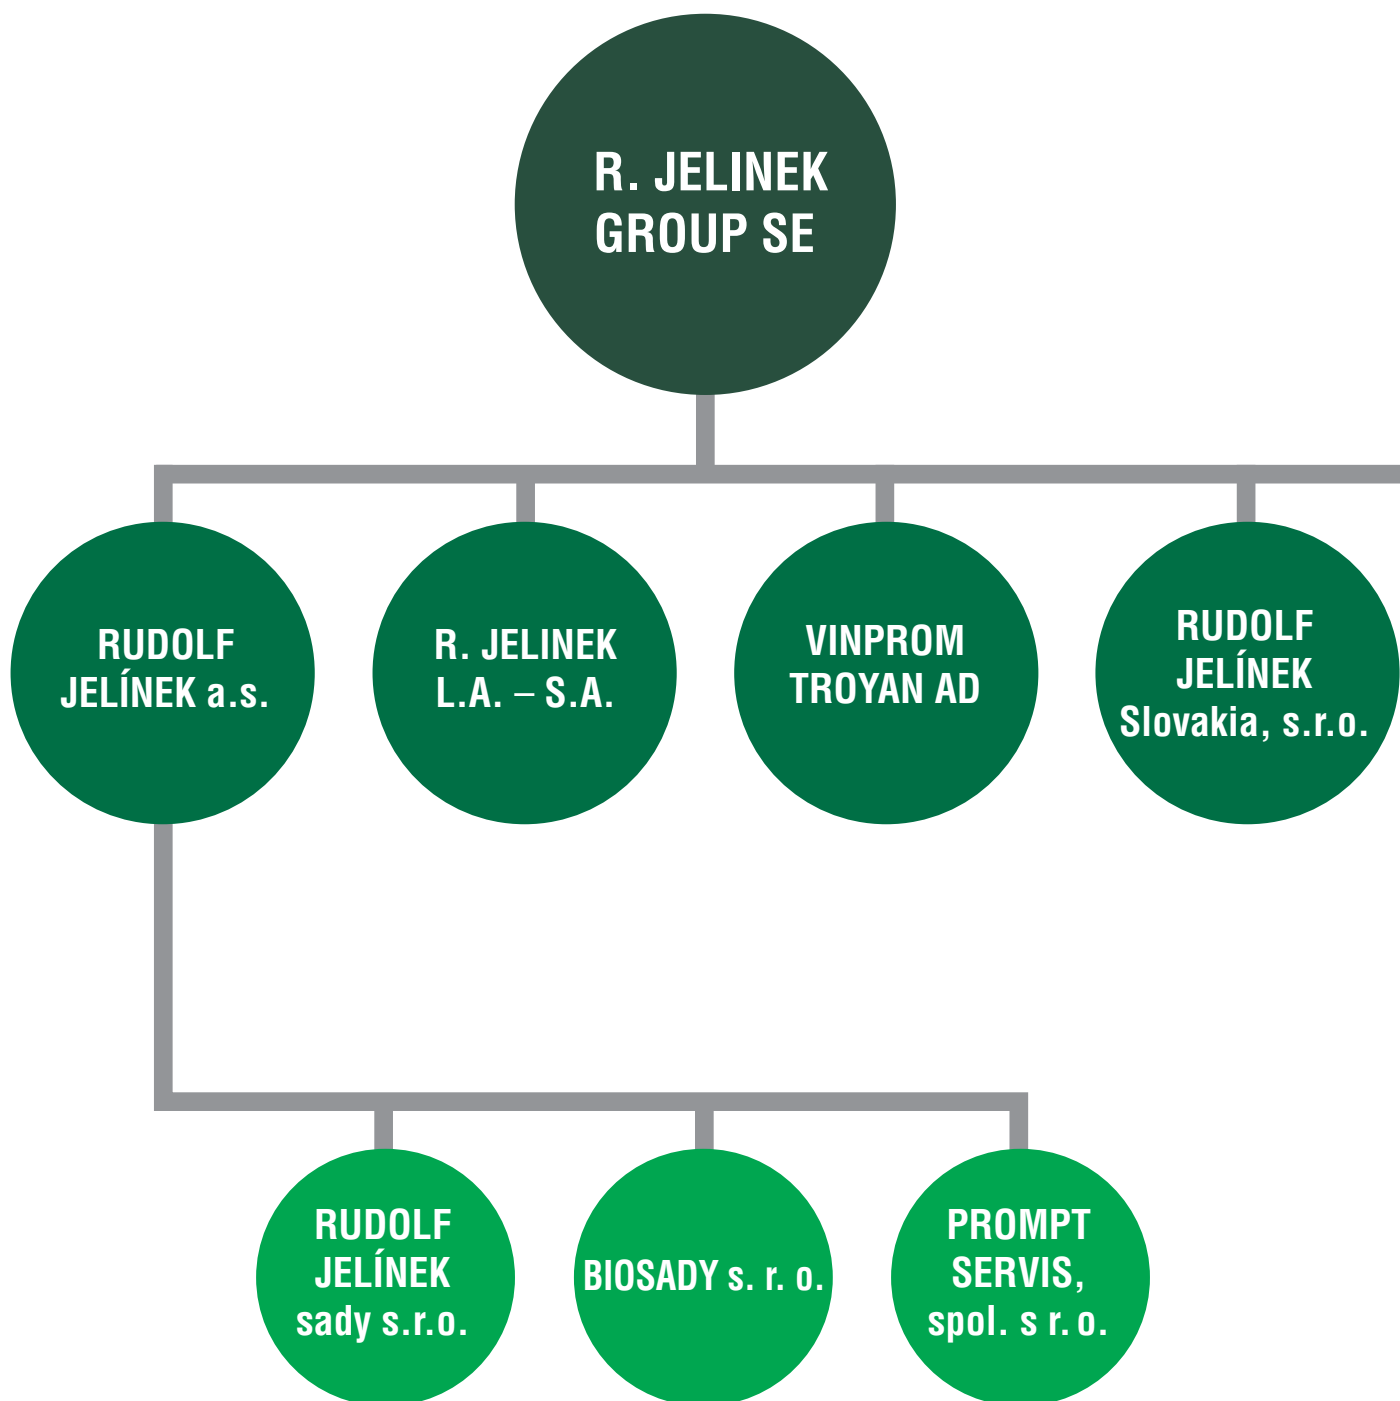 R. JELINEK
GROUP SE
RUDOLF
JELÍNEK a.s.
R. JELINEK
L.A. – S.A.
VINPROM
TROYAN AD
RUDOLF
JELÍNEK
Slovakia, s.r.o.
RUDOLF
JELÍNEK
sady s.r.o.
BIOSADY s. r. o.
PROMPT
SERVIS,
spol. s r. o.